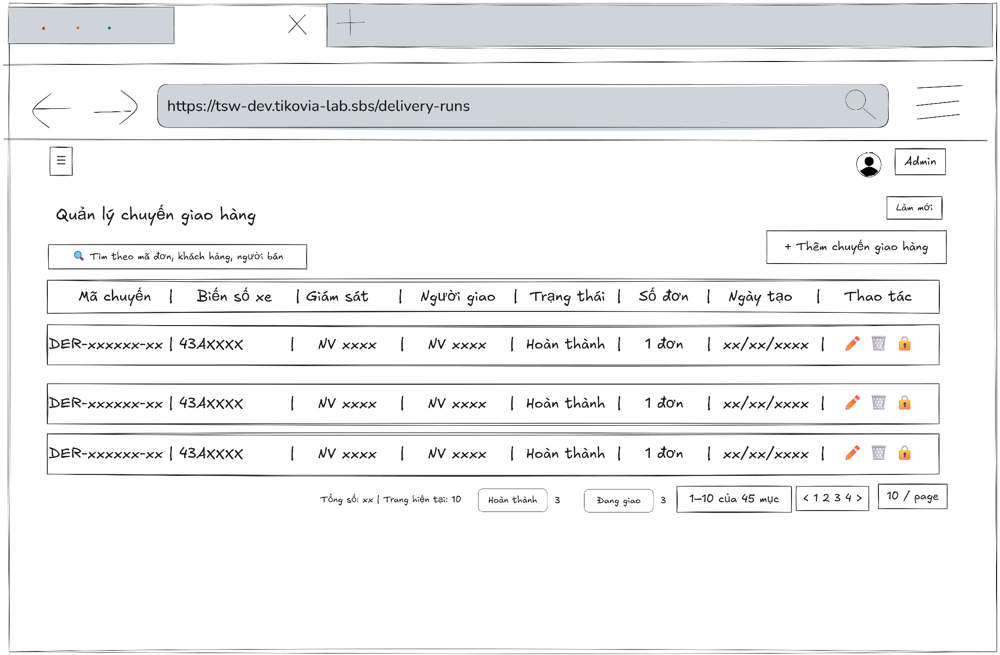 https://tsw-dev.tikovia-lab.sbs/delivery-runs
☰
Admin
Làm mới
Quản lý chuyến giao hàng
+ Thêm chuyến giao hàng
🔍 Tìm theo mã đơn, khách hàng, người bán
Mã chuyến | Biến số xe | Giám sát | Người giao | Trạng thái | Số đơn | Ngày tạo | Thao tác
DER-xxxxxx-xx | 43AXXXX | NV xxxx | NV xxxx | Hoàn thành | 1 đơn | xx/xx/xxxx | ✏️ 🗑️ 🔒
DER-xxxxxx-xx | 43AXXXX | NV xxxx | NV xxxx | Hoàn thành | 1 đơn | xx/xx/xxxx | ✏️ 🗑️ 🔒
DER-xxxxxx-xx | 43AXXXX | NV xxxx | NV xxxx | Hoàn thành | 1 đơn | xx/xx/xxxx | ✏️ 🗑️ 🔒
Tổng số: xx | Trang hiện tại: 10 Hoàn thành 3 Đang giao 3 1–10 của 45 mục < 1 2 3 4 > 10 / page